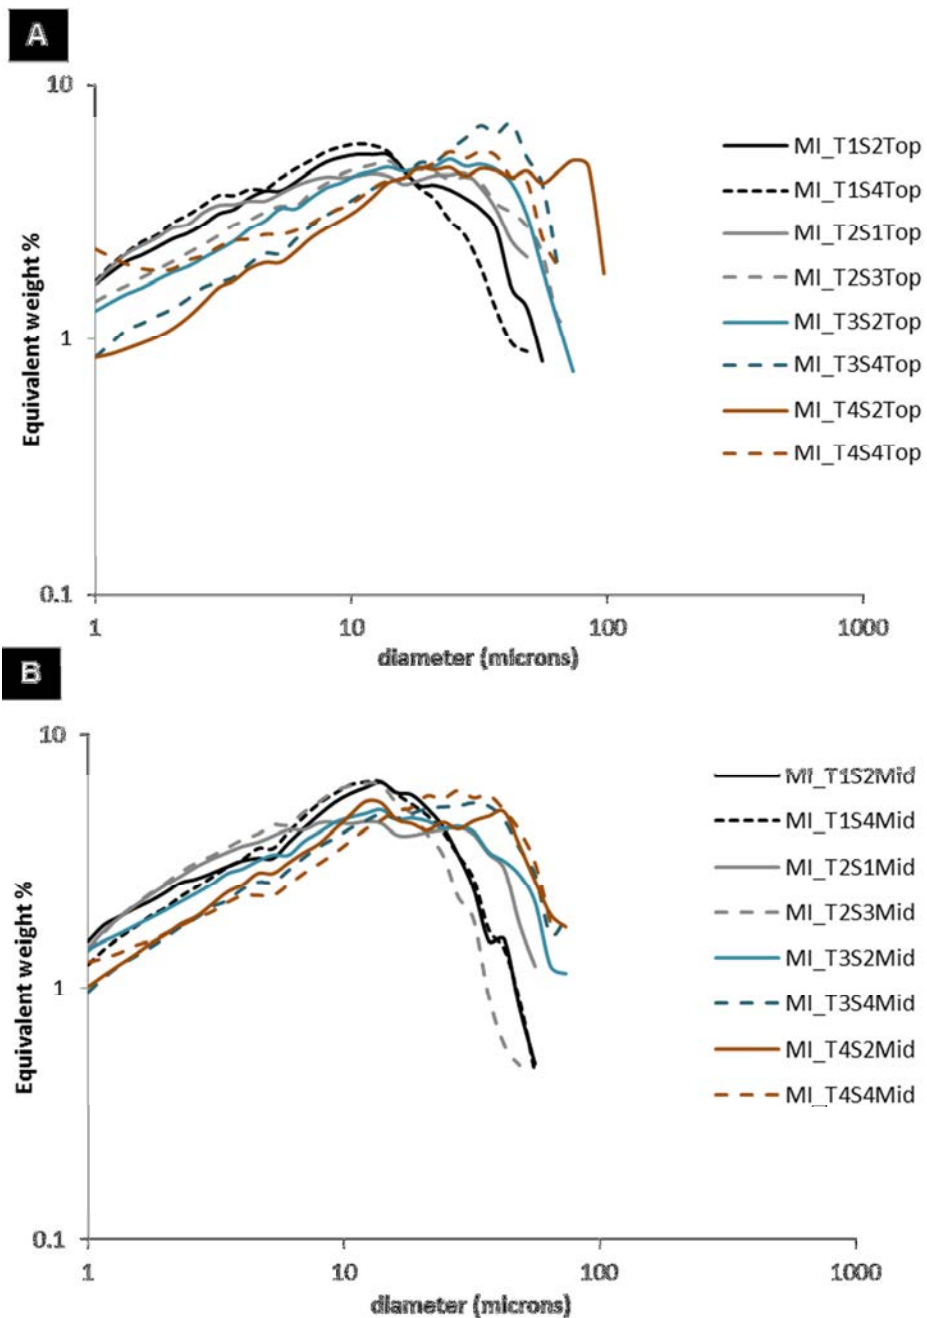 A
10
1
0.1
Equivalent weight %
1
10
100
1000
diameter (microns)
MI_T1S2Top
MI_T1S4Top
MI_T2S1Top
MI_T2S3Top
MI_T3S2Top
MI_T3S4Top
MI_T4S2Top
MI_T4S4Top
B
10
1
0.1
Equivalent weight %
1
10
100
1000
diameter (microns)
MI_T1S2Mid
MI_T1S4Mid
MI_T2S1Mid
MI_T2S3Mid
MI_T3S2Mid
MI_T3S4Mid
MI_T4S2Mid
MI_T4S4Mid